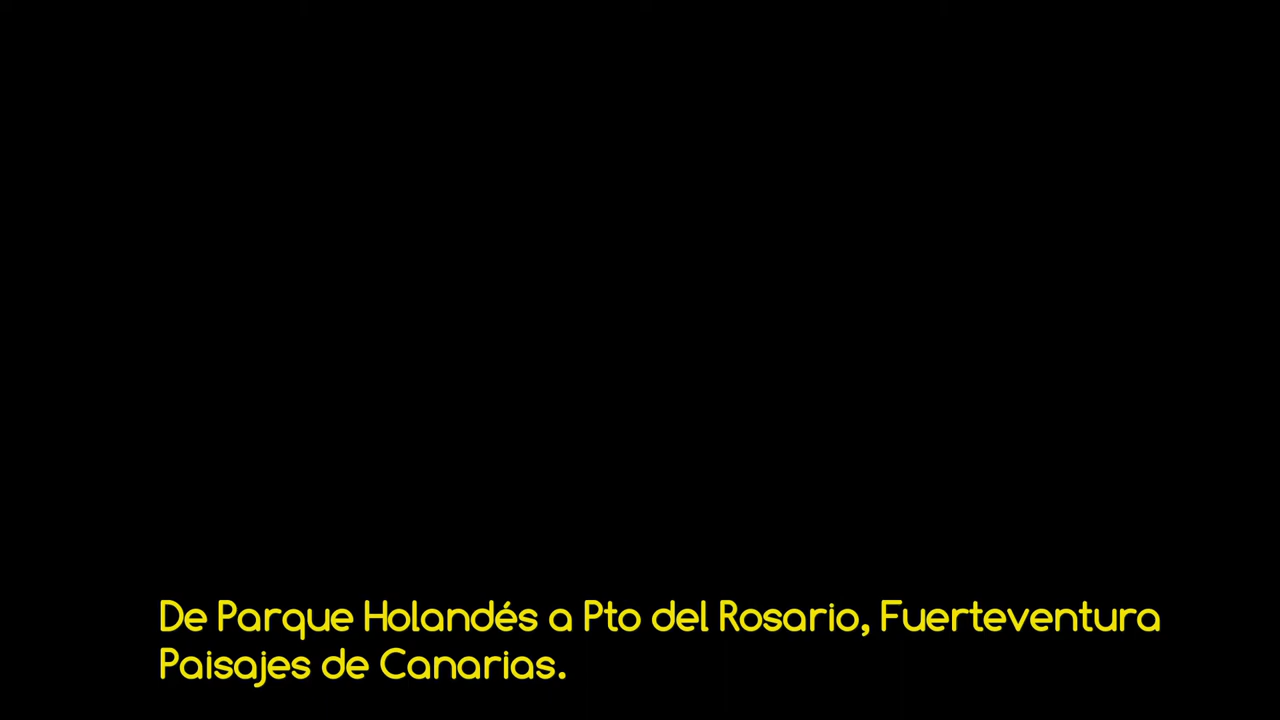 De Parque Holandés a Pto del Rosario, Fuerteventura
Paisajes de Canarias.